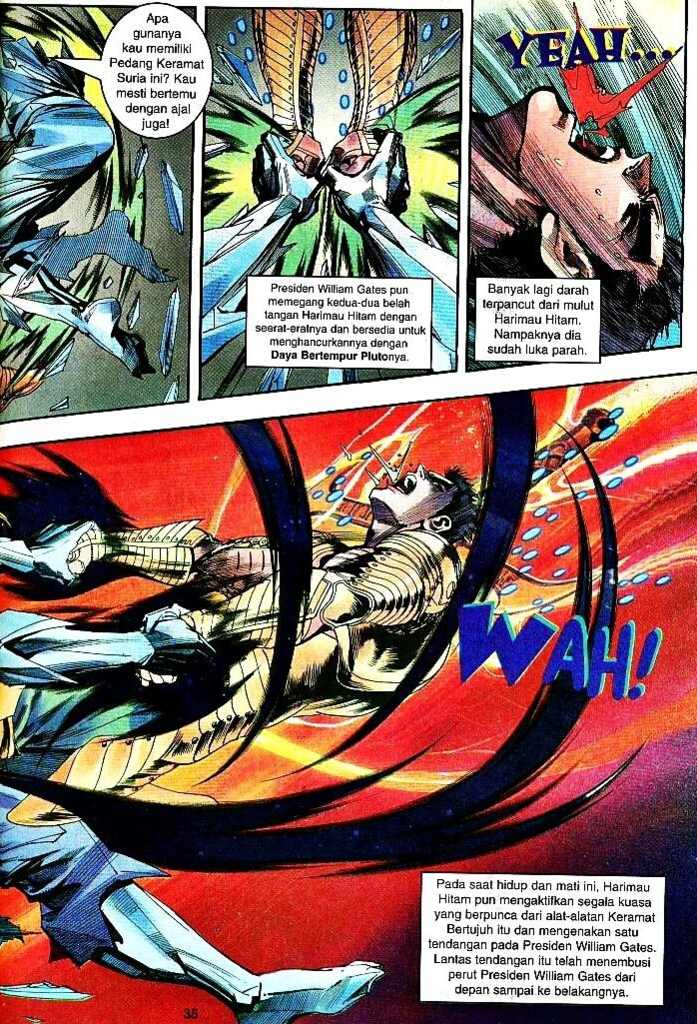 Apa
gunanya
kau memiliki
Pedang Keramat
Suria ini? Kau
mesti bertemu
dengan ajal
juga!
Presiden William Gates pun
memegang kedua-dua belah
tangan Harimau Hitam dengan
seerat-eratnya dan bersedia untuk
menghancurkannya dengan
Daya Bertempur Plutonya.
YEAH...
Banyak lagi darah
terpancut dari mulut
Harimau Hitam.
Nampaknya dia
sudah luka parah.
WAH!
Pada saat hidup dan mati ini, Harimau
Hitam pun mengaktifkan segala kuasa
yang berpunca dari alat-alatan Keramat
Bertujuh itu dan mengenakan satu
tendangan pada Presiden William Gates.
Lantas tendangan itu telah menembusi
perut Presiden William Gates dari
depan sampai ke belakangnya.
35